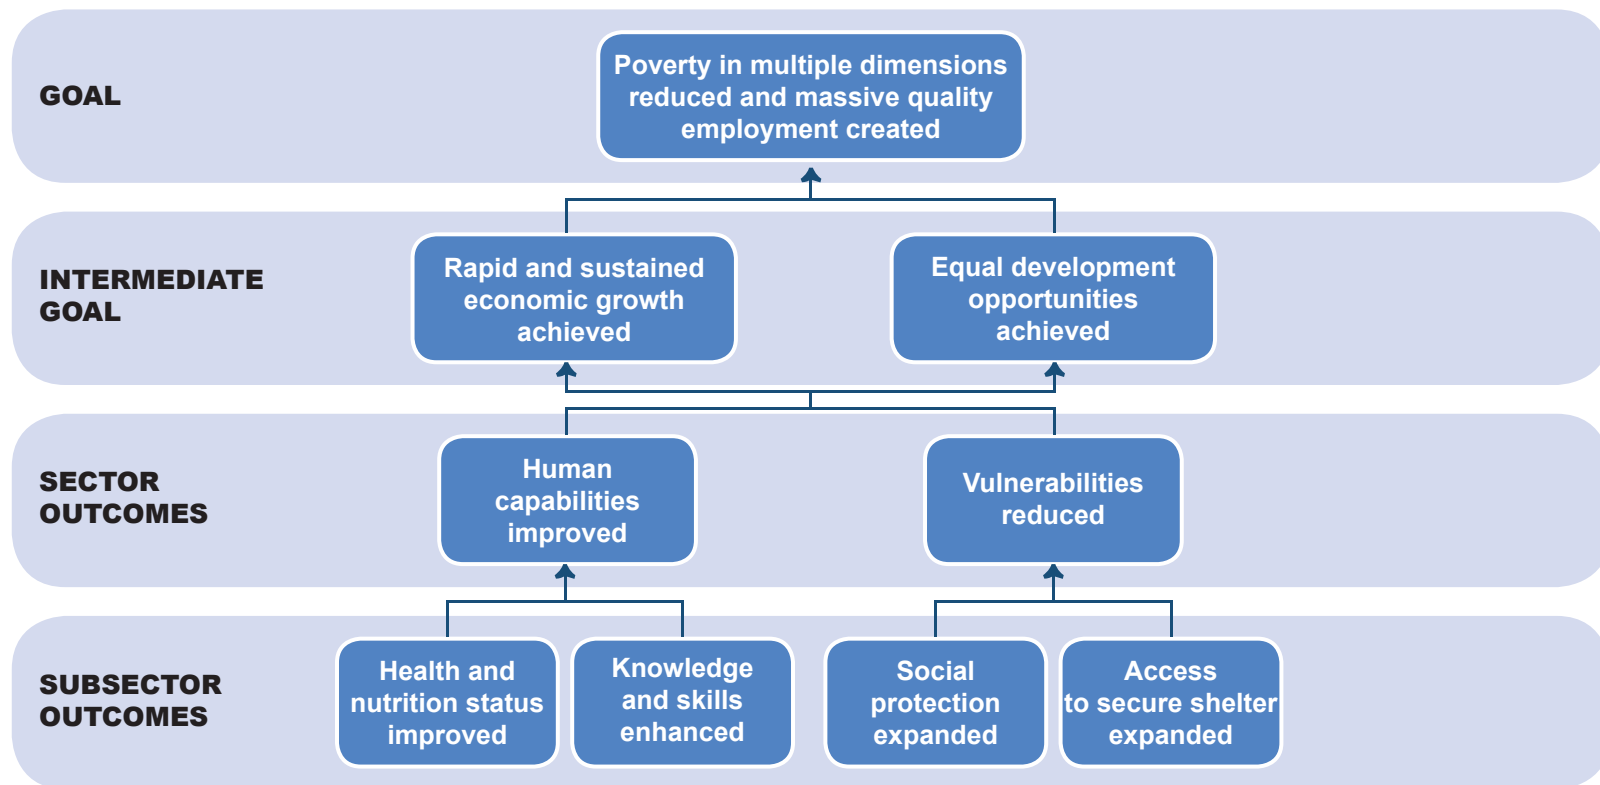 GOAL
Poverty in multiple dimensions
reduced and massive quality
employment created
INTERMEDIATE
GOAL
Rapid and sustained
economic growth
achieved
Equal development
opportunities
achieved
SECTOR
OUTCOMES
Human
capabilities
improved
Vulnerabilities
reduced
SUBSECTOR
OUTCOMES
Health and
nutrition status
improved
Knowledge
and skills
enhanced
Social
protection
expanded
Access
to secure shelter
expanded